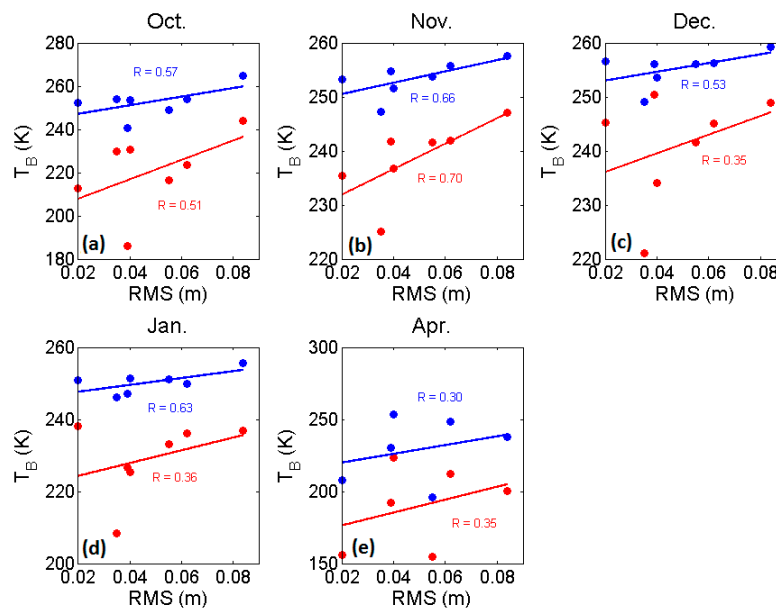 Oct.
280
260
240
220
200
180
T_B (K)
R = 0.57
R = 0.51
(a)
0.02 0.04 0.06 0.08
RMS (m)
Nov.
260
250
240
230
220
T_B (K)
R = 0.66
R = 0.70
(b)
0.02 0.04 0.06 0.08
RMS (m)
Dec.
260
250
240
230
220
T_B (K)
R = 0.53
R = 0.35
(c)
0.02 0.04 0.06 0.08
RMS (m)
Jan.
260
240
220
200
T_B (K)
R = 0.63
R = 0.36
(d)
0.02 0.04 0.06 0.08
RMS (m)
Apr.
300
250
200
150
T_B (K)
R = 0.30
R = 0.35
(e)
0.02 0.04 0.06 0.08
RMS (m)